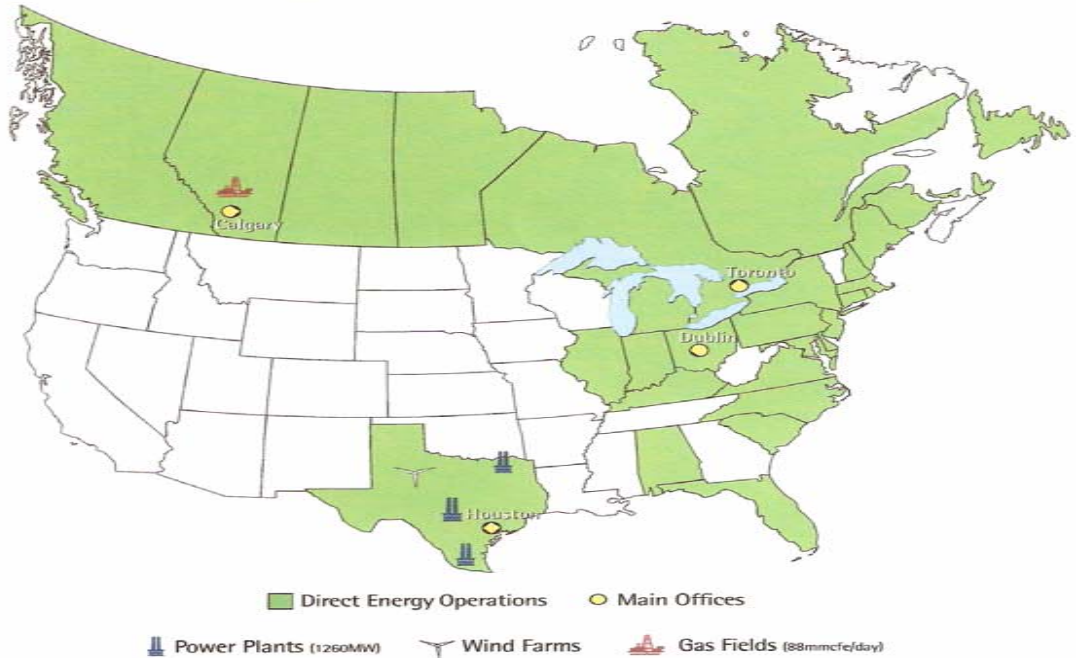 Calgary
Toronto
Dublin
Houston
Direct Energy Operations
Main Offices
Power Plants (1260MW)
Wind Farms
Gas Fields (88mmcfe/day)